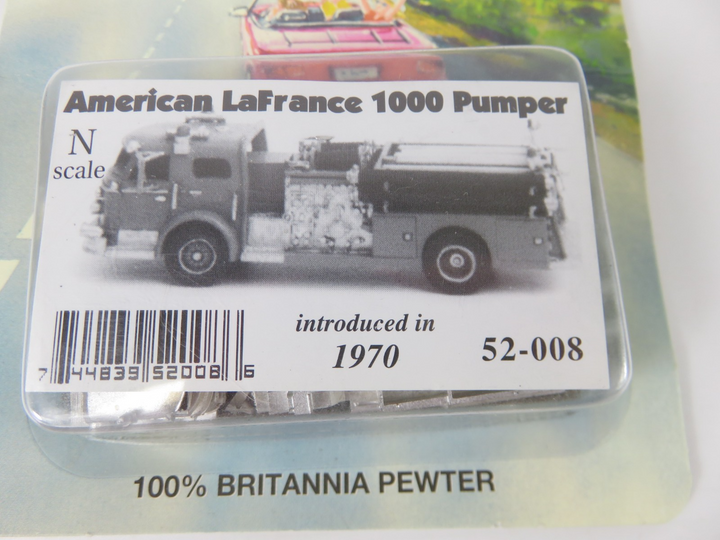 American LaFrance 1000 Pumper
N
scale
introduced in
1970
52-008
7 44839 52008 6
100% BRITANNIA PEWTER